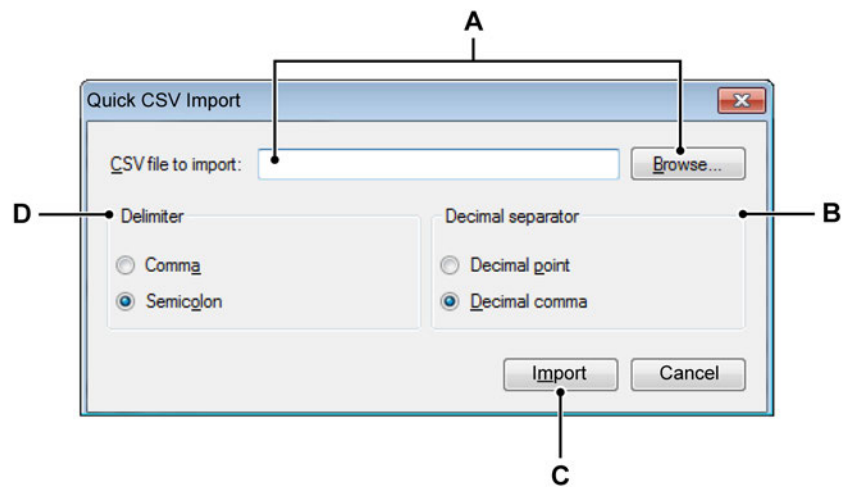 A
Quick CSV Import
CSV file to import:
Browse...
D
Delimiter
Decimal separator
B
Comma
Decimal point
Semicolon
Decimal comma
Import
Cancel
C